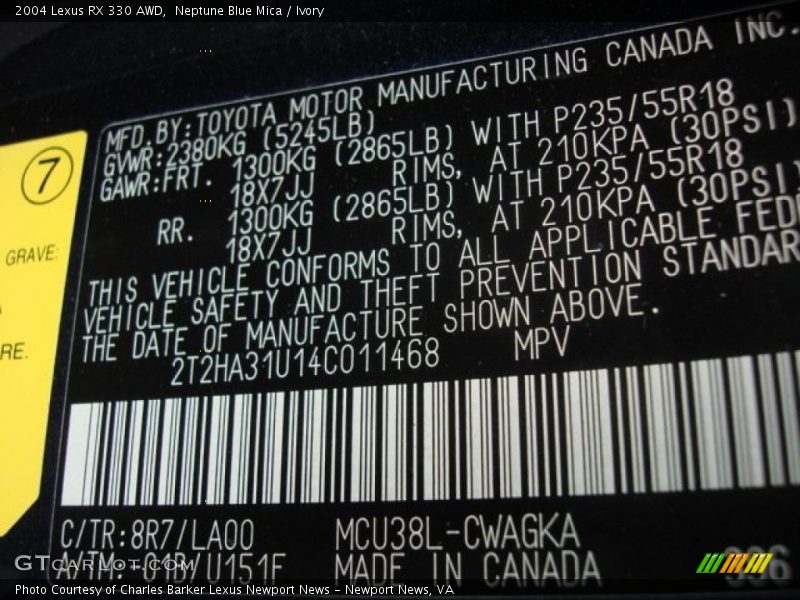 2004 Lexus RX 330 AWD,  Neptune Blue Mica / Ivory
MFD. BY: TOYOTA MOTOR MANUFACTURING CANADA INC.
GVWR: 2380KG (5245LB)
GAWR: FRT. 1300KG (2865LB) WITH P235/55R18
18X7JJ RIMS, AT 210KPA (30PSI)
RR. 1300KG (2865LB) WITH P235/55R18
18X7JJ RIMS, AT 210KPA (30PSI)
THIS VEHICLE CONFORMS TO ALL APPLICABLE FEDE
VEHICLE SAFETY AND THEFT PREVENTION STANDAR
THE DATE OF MANUFACTURE SHOWN ABOVE.
2T2HA31U14C011468 MPV
7
GRAVE:
RE.
C/TR: 8R7/LA00 MCU38L-CWAGKA
A/TM: -01B/U151F MADE IN CANADA
GTCARLOT.COM
Photo Courtesy of Charles Barker Lexus Newport News – Newport News, VA